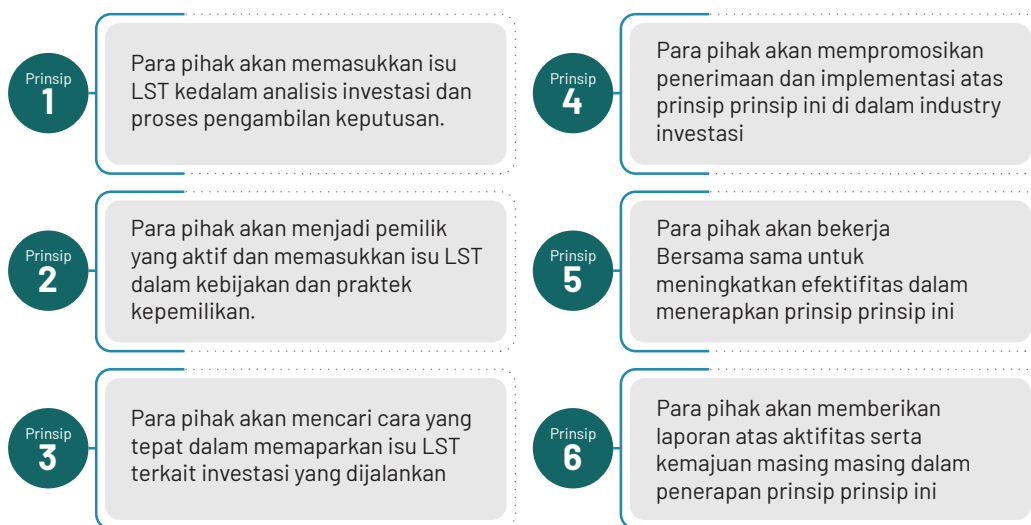 Prinsip
1
Para pihak akan memasukkan isu
LST kedalam analisis investasi dan
proses pengambilan keputusan.
Prinsip
2
Para pihak akan menjadi pemilik
yang aktif dan memasukkan isu LST
dalam kebijakan dan praktek
kepemilikan.
Prinsip
3
Para pihak akan mencari cara yang
tepat dalam memaparkan isu LST
terkait investasi yang dijalankan
Prinsip
4
Para pihak akan mempromosikan
penerimaan dan implementasi atas
prinsip prinsip ini di dalam industry
investasi
Prinsip
5
Para pihak akan bekerja
Bersama sama untuk
meningkatkan efektifitas dalam
menerapkan prinsip prinsip ini
Prinsip
6
Para pihak akan memberikan
laporan atas aktifitas serta
kemajuan masing masing dalam
penerapan prinsip prinsip ini